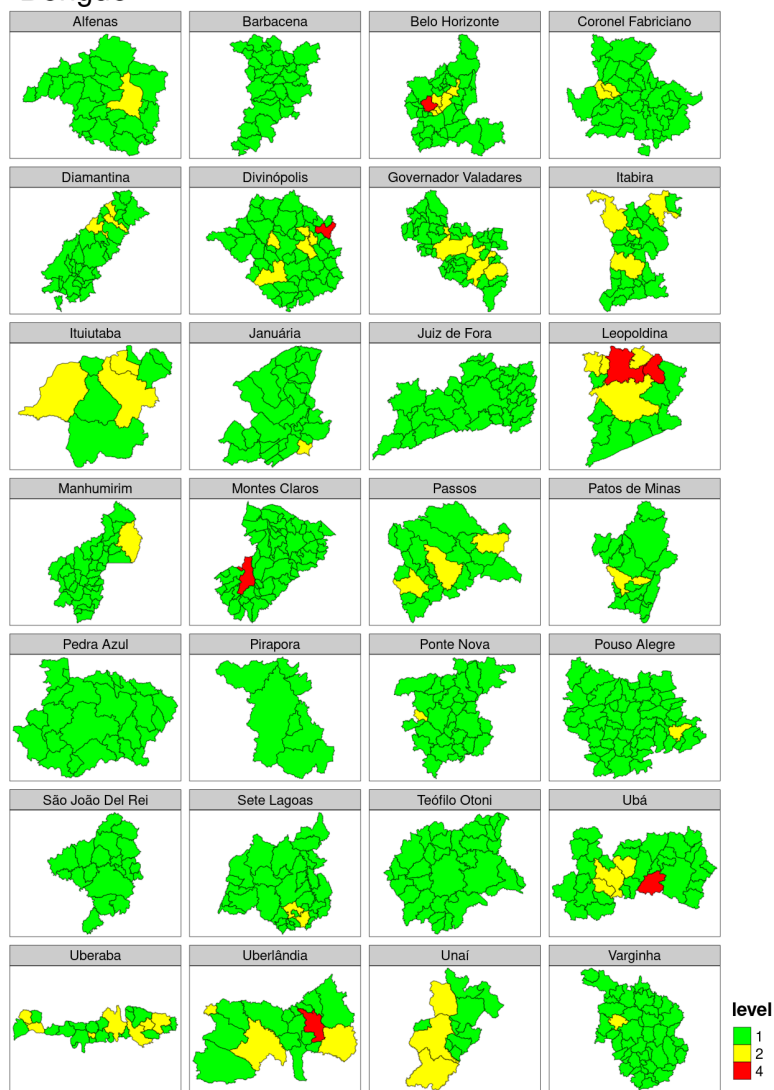 Alfenas
Barbacena
Belo Horizonte
Coronel Fabriciano
Diamantina
Divinópolis
Governador Valadares
Itabira
Ituiutaba
Januária
Juiz de Fora
Leopoldina
Manhumirim
Montes Claros
Passos
Patos de Minas
Pedra Azul
Pirapora
Ponte Nova
Pouso Alegre
São João Del Rei
Sete Lagoas
Teófilo Otoni
Ubá
Uberaba
Uberlândia
Unaí
Varginha
level
1
2
4